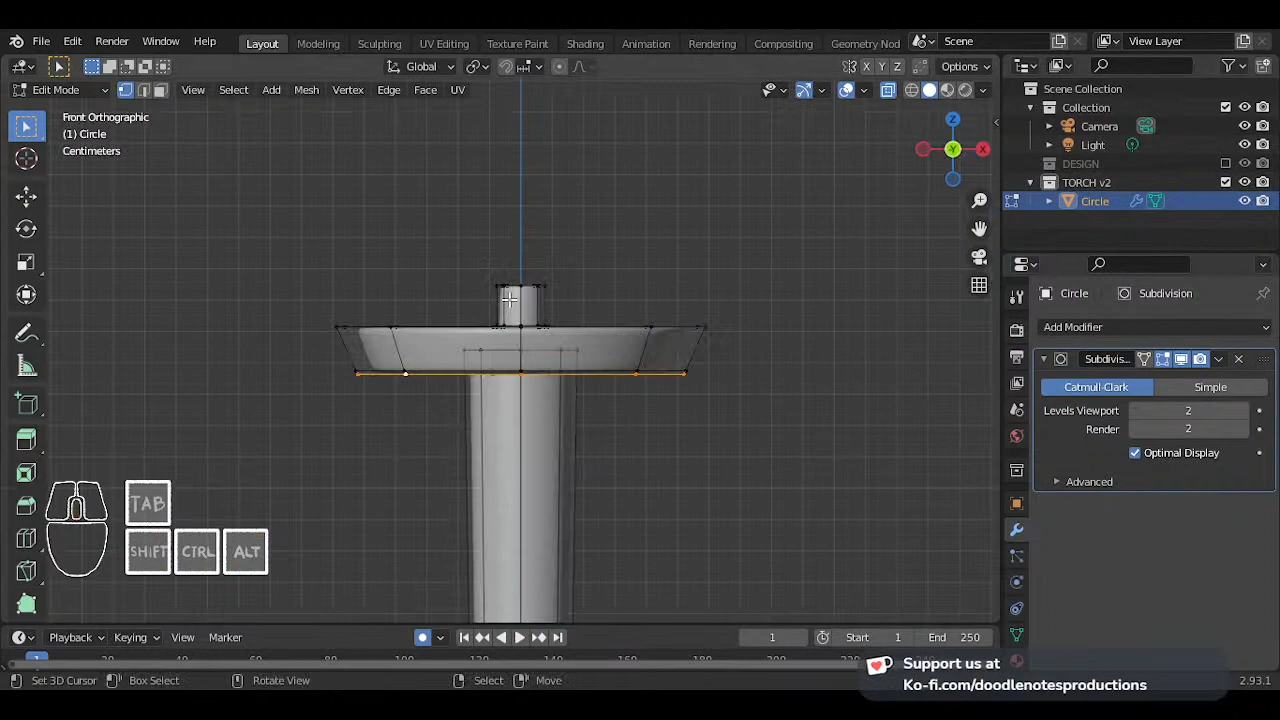 File Edit Render Window Help
Layout Modeling Sculpting UV Editing Texture Paint Shading Animation Rendering Compositing Geometry Nod
Scene
View Layer
Global
Options
X Y Z
Edit Mode View Select Add Mesh Vertex Edge Face UV
Front Orthographic
(1) Circle
Centimeters
Z
X
-Y
Scene Collection
Collection
Camera
Light
DESIGN
TORCH v2
Circle
Circle Subdivision
Add Modifier
Subdivis...
Catmull-Clark Simple
Levels Viewport 2
Render 2
Optimal Display
Advanced
TAB
SHIFT CTRL ALT
Playback Keying View Marker
1 Start 1 End 250
1
Set 3D Cursor Box Select Rotate View Select Move
2.93.1
Support us at
Ko-fi.com/doodlenotesproductions